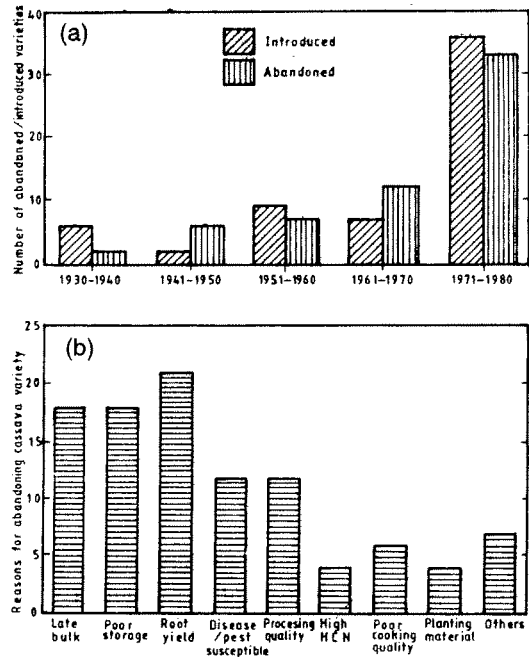 (a)
Introduced
Abandoned
Number of abandoned/introduced varieties
40
30
20
10
0
1930-1940
1941-1950
1951-1960
1961-1970
1971-1980
(b)
Reasons for abandoning cassava variety
25
20
15
10
5
0
Late
bulk
Poor
storage
Root
yield
Disease
/pest
susceptible
Procesing
quality
High
HCN
Poor
cooking
quality
Planting
material
Others